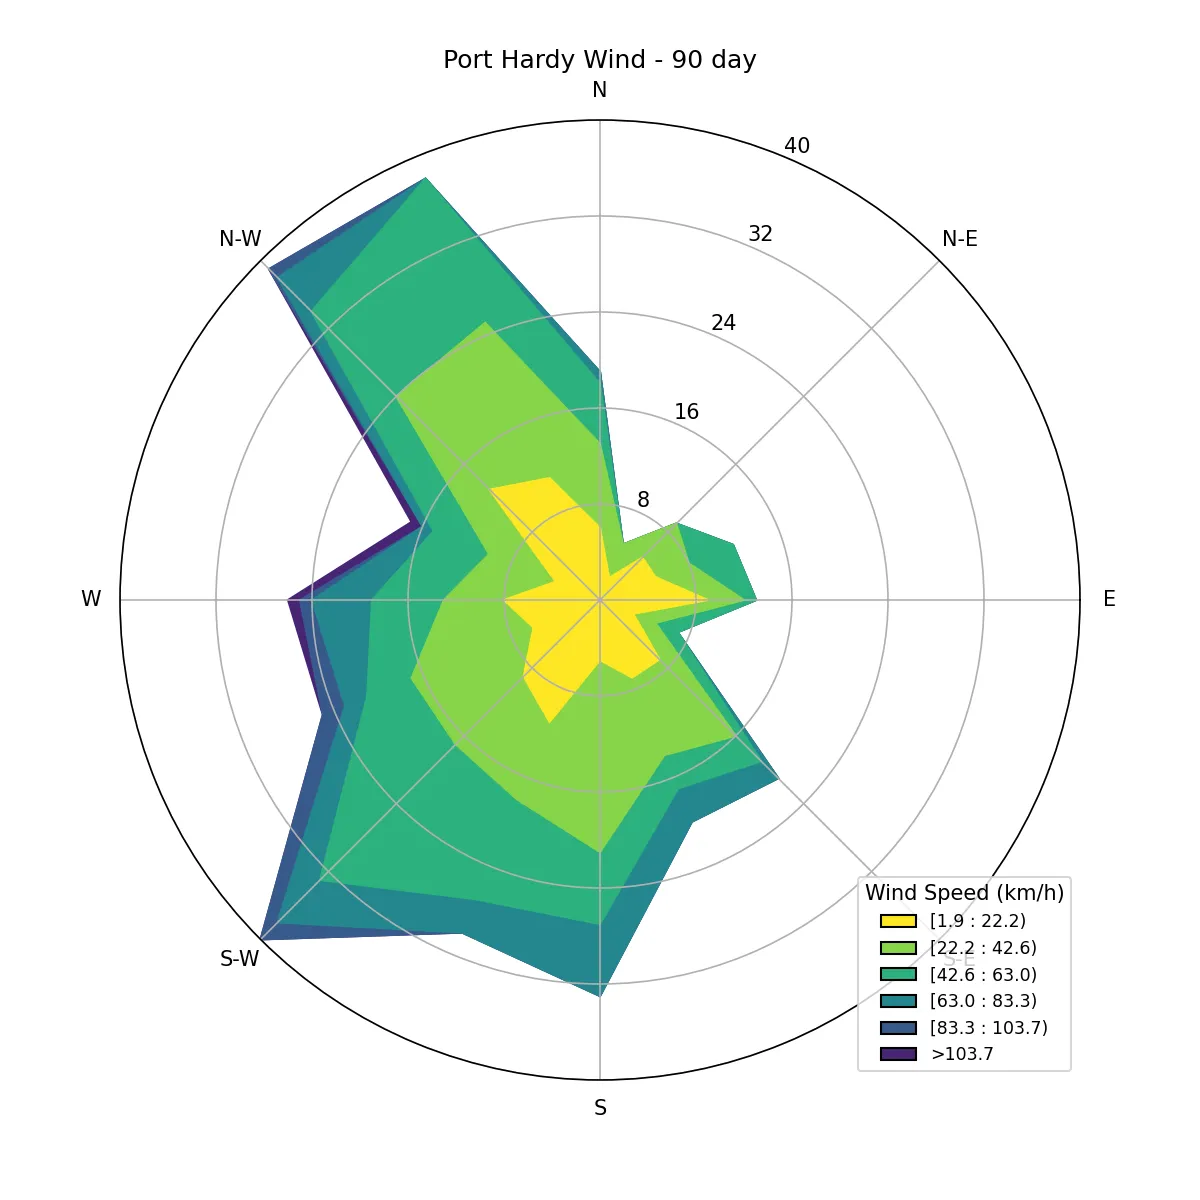 Port Hardy Wind - 90 day
N
40
N-W
N-E
32
24
16
8
W
E
S-W
S-E
S
Wind Speed (km/h)
[1.9 : 22.2)
[22.2 : 42.6)
[42.6 : 63.0)
[63.0 : 83.3)
[83.3 : 103.7)
>103.7